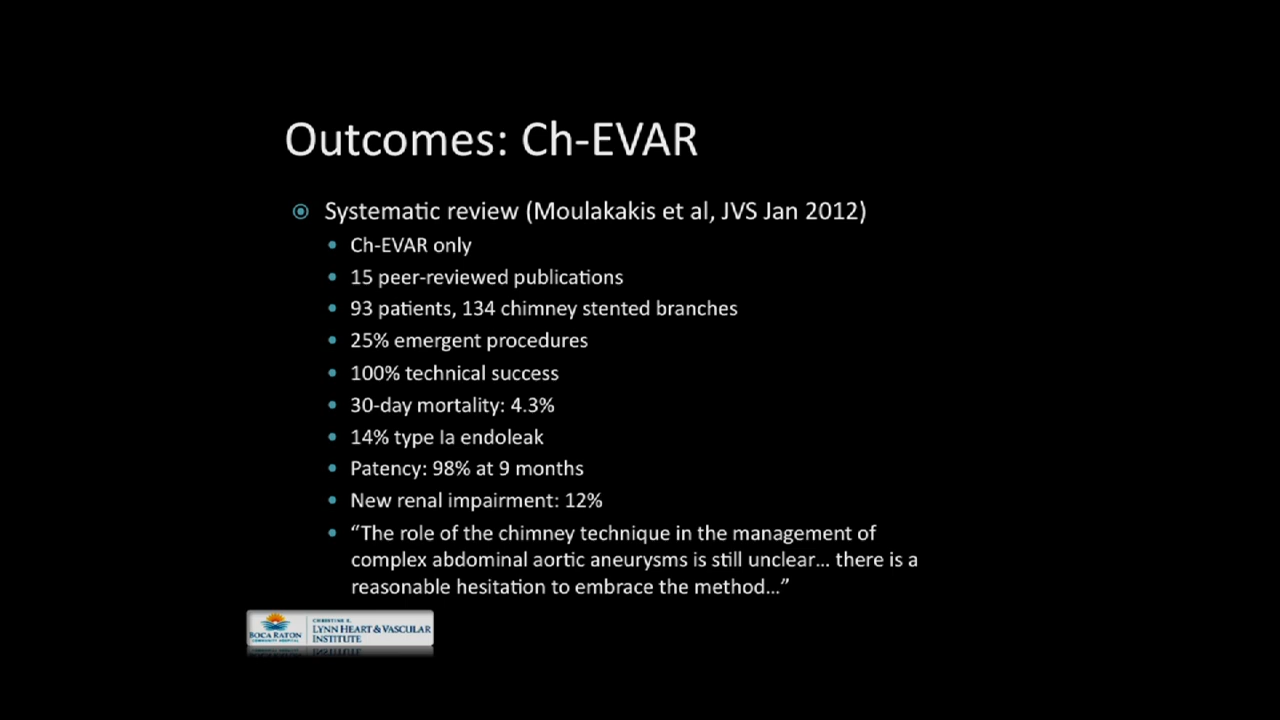 Outcomes: Ch-EVAR
Systematic review (Moulakakis et al, JVS Jan 2012)
Ch-EVAR only
15 peer-reviewed publications
93 patients, 134 chimney stented branches
25% emergent procedures
100% technical success
30-day mortality: 4.3%
14% type Ia endoleak
Patency: 98% at 9 months
New renal impairment: 12%
“The role of the chimney technique in the management of
complex abdominal aortic aneurysms is still unclear… there is a
reasonable hesitation to embrace the method…”
BOCA RATON
COMMUNITY HOSPITAL
CHRISTINE E.
LYNN HEART & VASCULAR
INSTITUTE